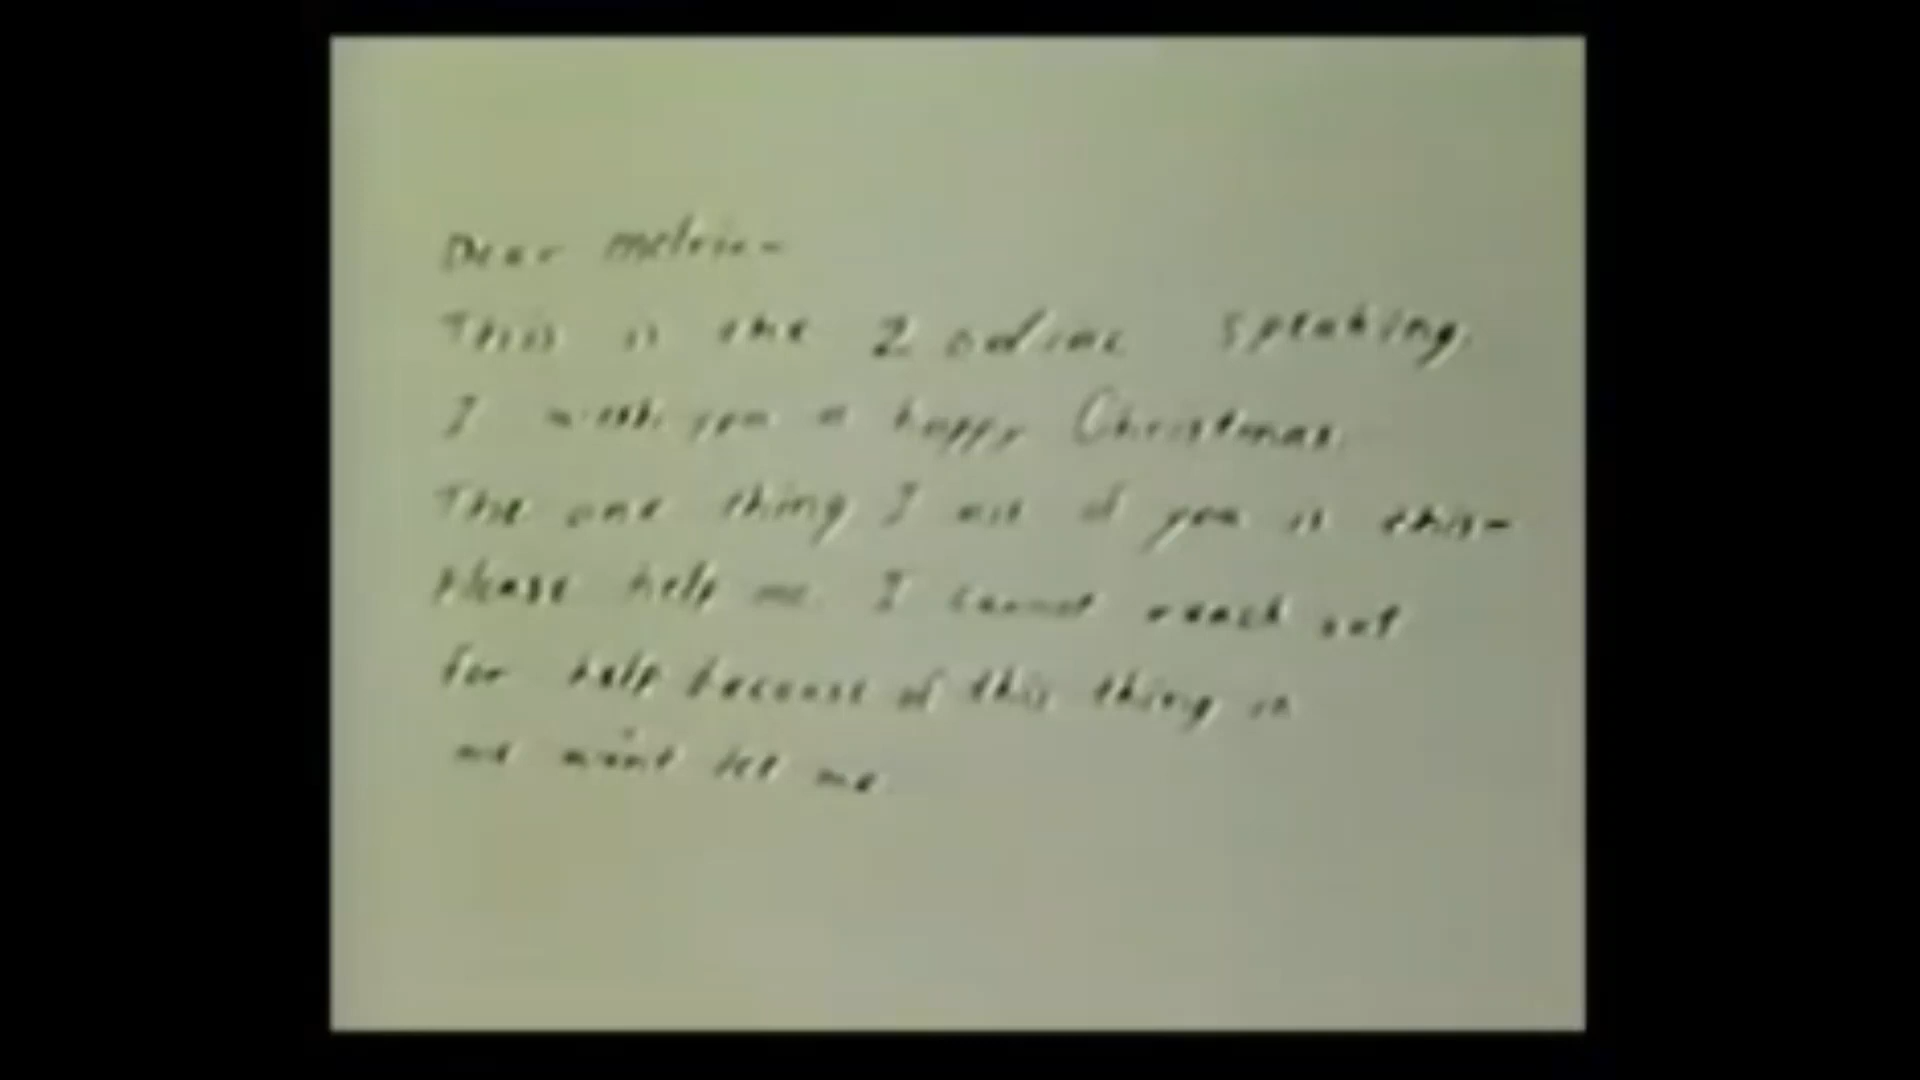 Dear Melvin-
This is the Zodiac speaking.
I wish you a happy Christmas.
The one thing I ask of you is this-
Please help me. I cannot reach out
for help because of this thing in
me won't let me